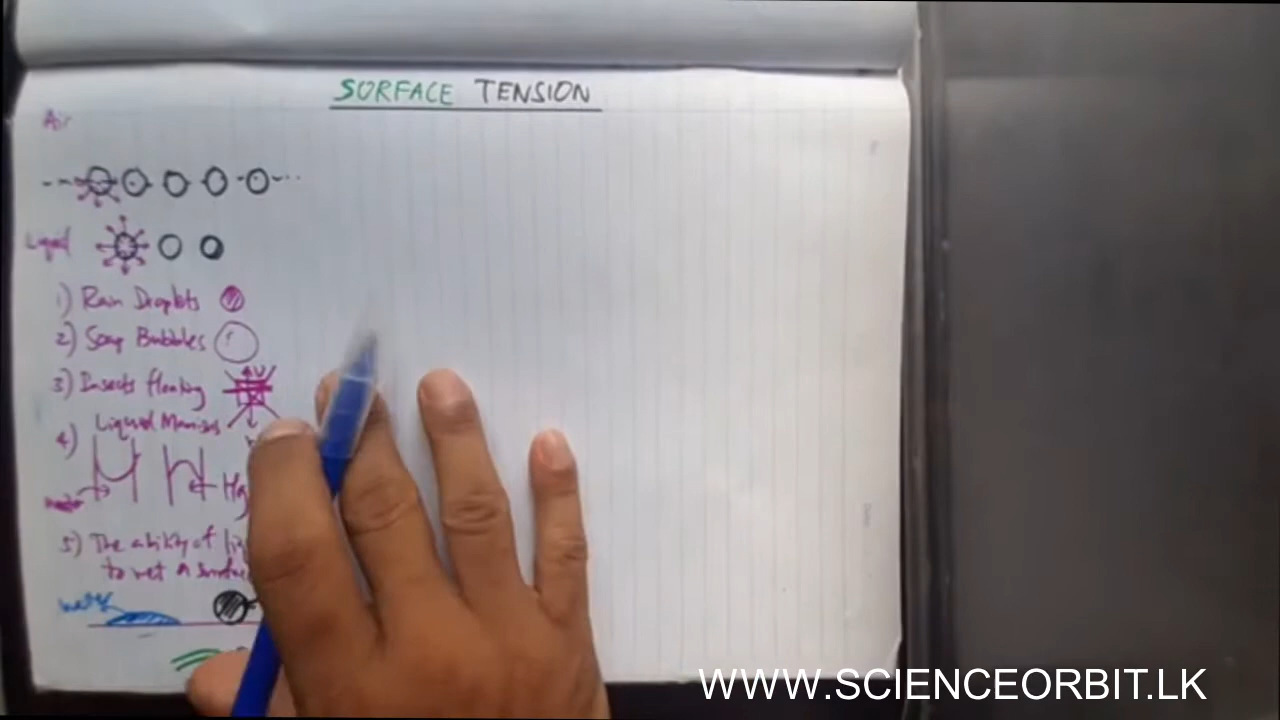 SURFACE TENSION
Air
Liquid
1) Rain Droplets
2) Soap Bubbles
3) Insects floating
U
4) Liquid
water
Hg
5) The ability of
to wet a
water
WWW.SCIENCEORBIT.LK